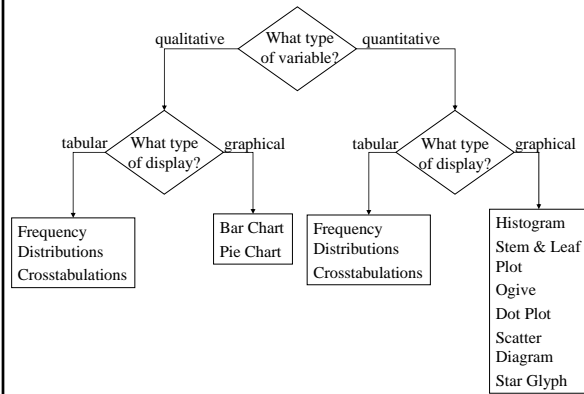 What type
of variable?
qualitative
quantitative
What type
of display?
tabular
graphical
What type
of display?
tabular
graphical
Frequency
Distributions
Crosstabulations
Bar Chart
Pie Chart
Frequency
Distributions
Crosstabulations
Histogram
Stem & Leaf
Plot
Ogive
Dot Plot
Scatter
Diagram
Star Glyph